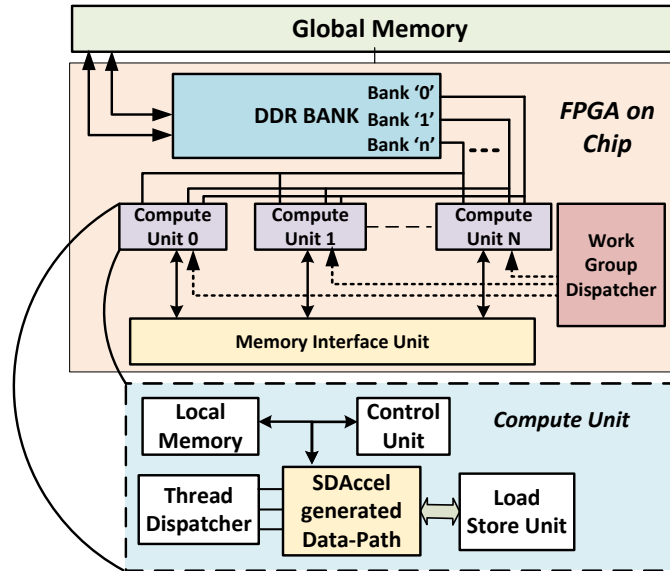 Global Memory
Bank ‘0’
DDR BANK
Bank ‘1’
Bank ‘n’
FPGA on
Chip
Compute
Unit 0
Compute
Unit 1
Compute
Unit N
Work
Group
Dispatcher
Memory Interface Unit
Local
Memory
Control
Unit
Compute Unit
Thread
Dispatcher
SDAccel
generated
Data-Path
Load
Store Unit